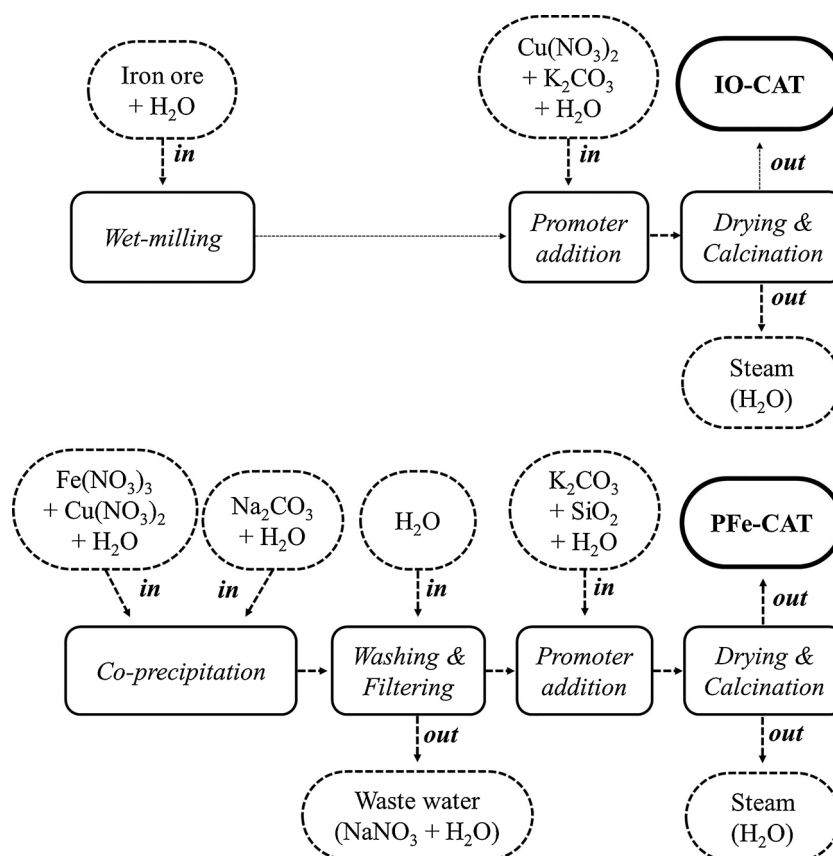 Iron ore
+ H₂O
in
Cu(NO₃)₂
+ K₂CO₃
+ H₂O
in
IO-CAT
out
Wet-milling
Promoter
addition
Drying &
Calcination
out
Steam
(H₂O)
Fe(NO₃)₃
+ Cu(NO₃)₂
+ H₂O
in
Na₂CO₃
+ H₂O
in
H₂O
in
K₂CO₃
+ SiO₂
+ H₂O
in
PFe-CAT
out
Co-precipitation
Washing &
Filtering
Promoter
addition
Drying &
Calcination
out
Waste water
(NaNO₃ + H₂O)
out
Steam
(H₂O)